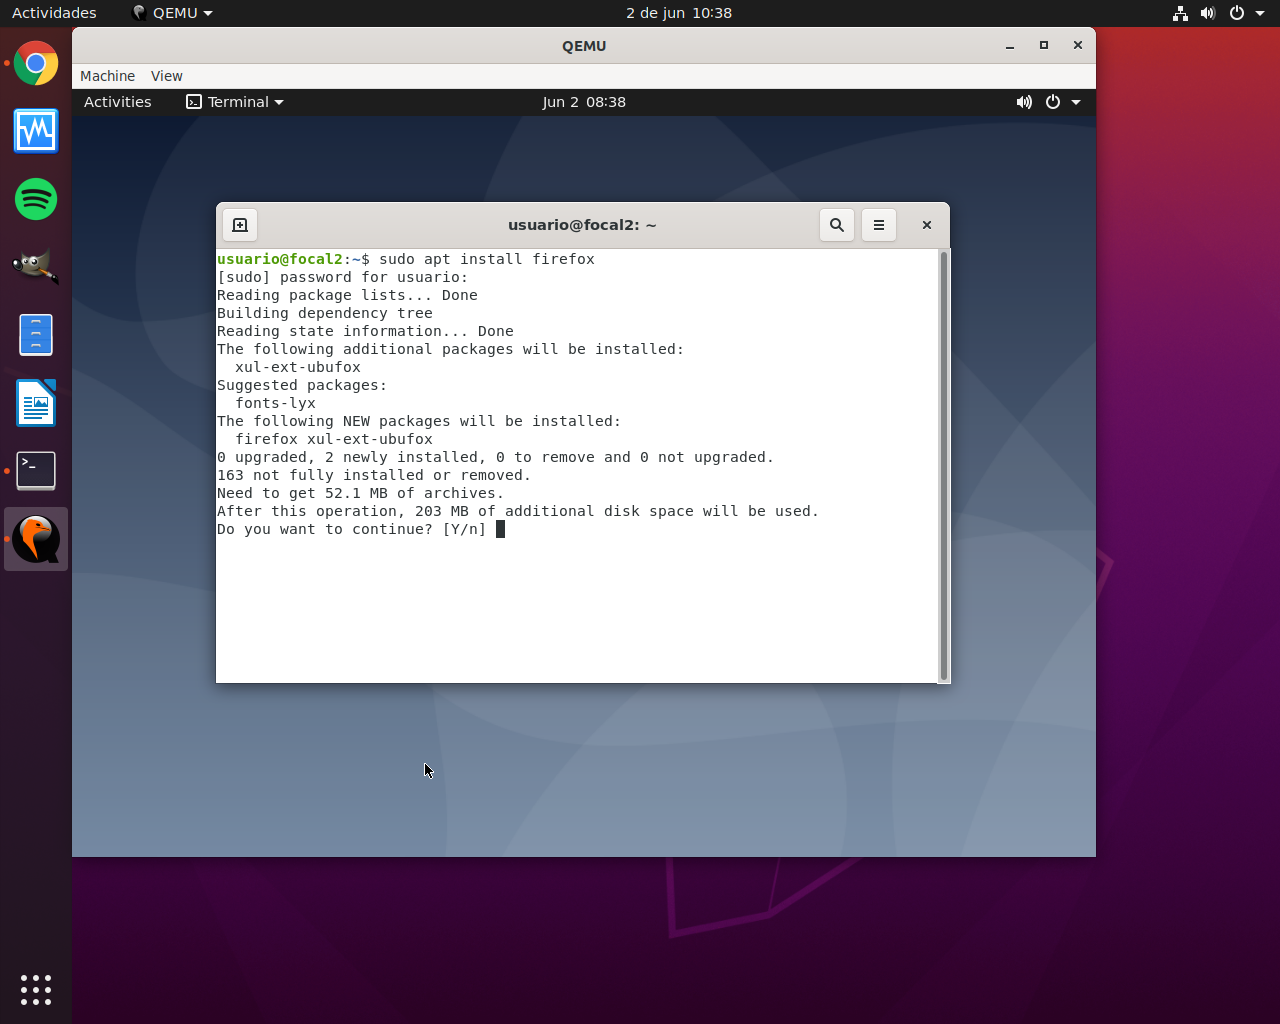 Actividades QEMU 2 de jun 10:38
QEMU
Machine View
Activities Terminal Jun 2 08:38
usuario@focal2: ~
usuario@focal2:~$ sudo apt install firefox
[sudo] password for usuario:
Reading package lists... Done
Building dependency tree
Reading state information... Done
The following additional packages will be installed:
  xul-ext-ubufox
Suggested packages:
  fonts-lyx
The following NEW packages will be installed:
  firefox xul-ext-ubufox
0 upgraded, 2 newly installed, 0 to remove and 0 not upgraded.
163 not fully installed or removed.
Need to get 52.1 MB of archives.
After this operation, 203 MB of additional disk space will be used.
Do you want to continue? [Y/n]
>_